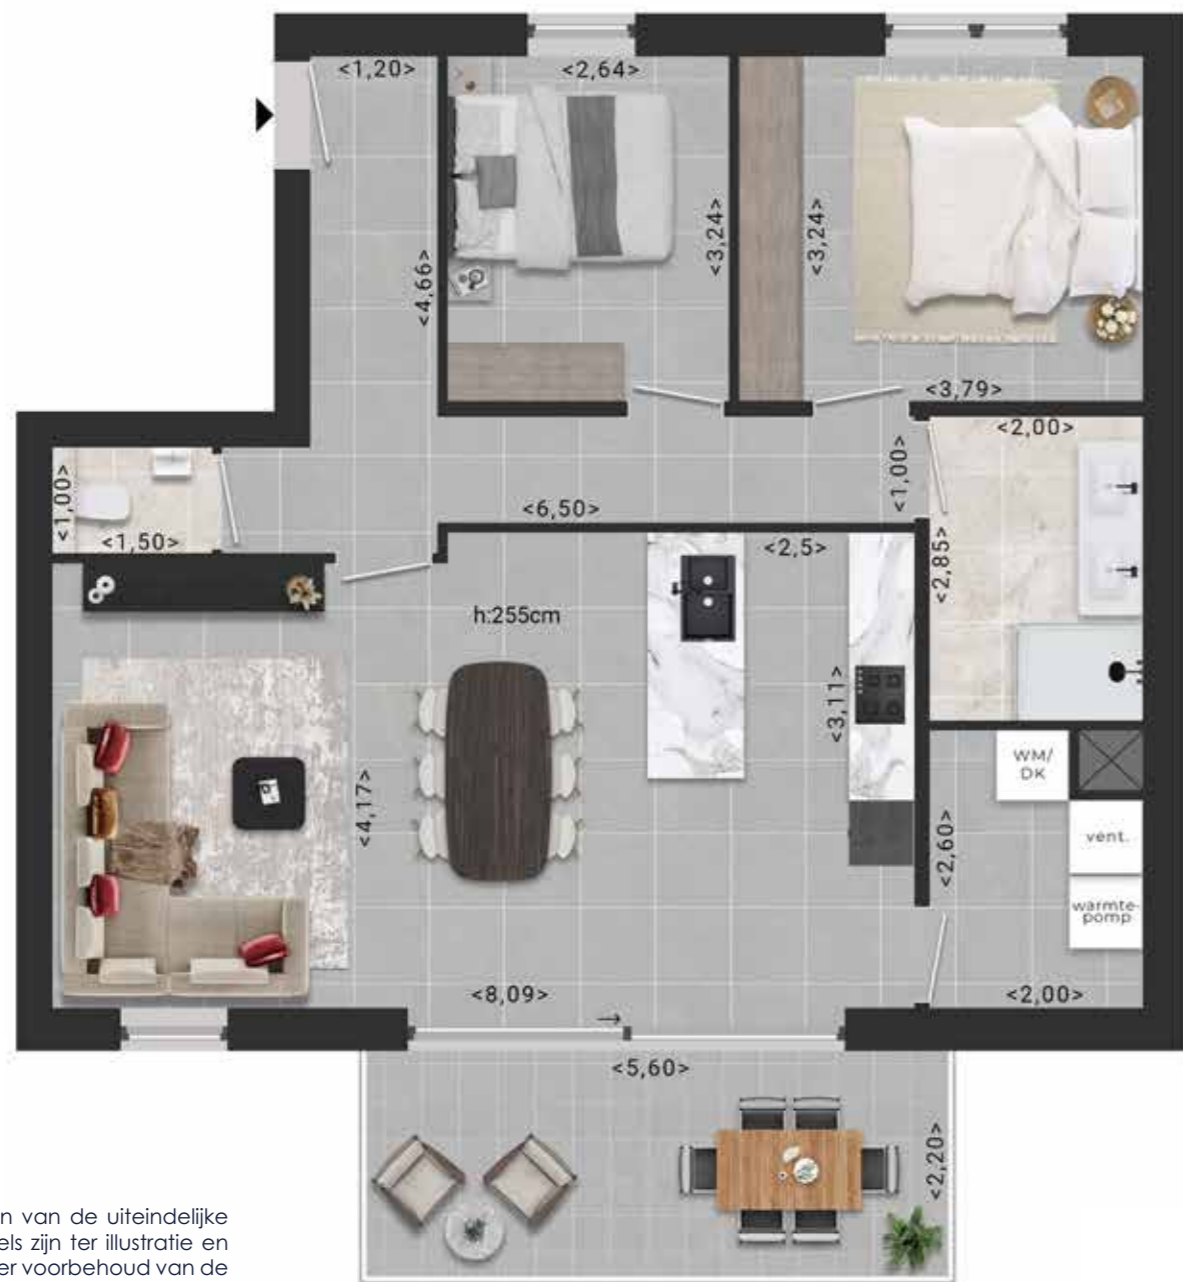 <1,20>
<2,64>
<4,66>
<3,24>
<3,24>
<3,79>
<2,00>
<1,00>
<1,00>
<1,50>
<6,50>
<2,5>
<2,85>
h:255cm
<3,11>
WM/
DK
<4,17>
<2,60>
vent.
warmte-
pomp
<8,09>
→
<2,00>
<5,60>
<2,20>
n van de uiteindelijke
els zijn ter illustratie en
er voorbehoud van de